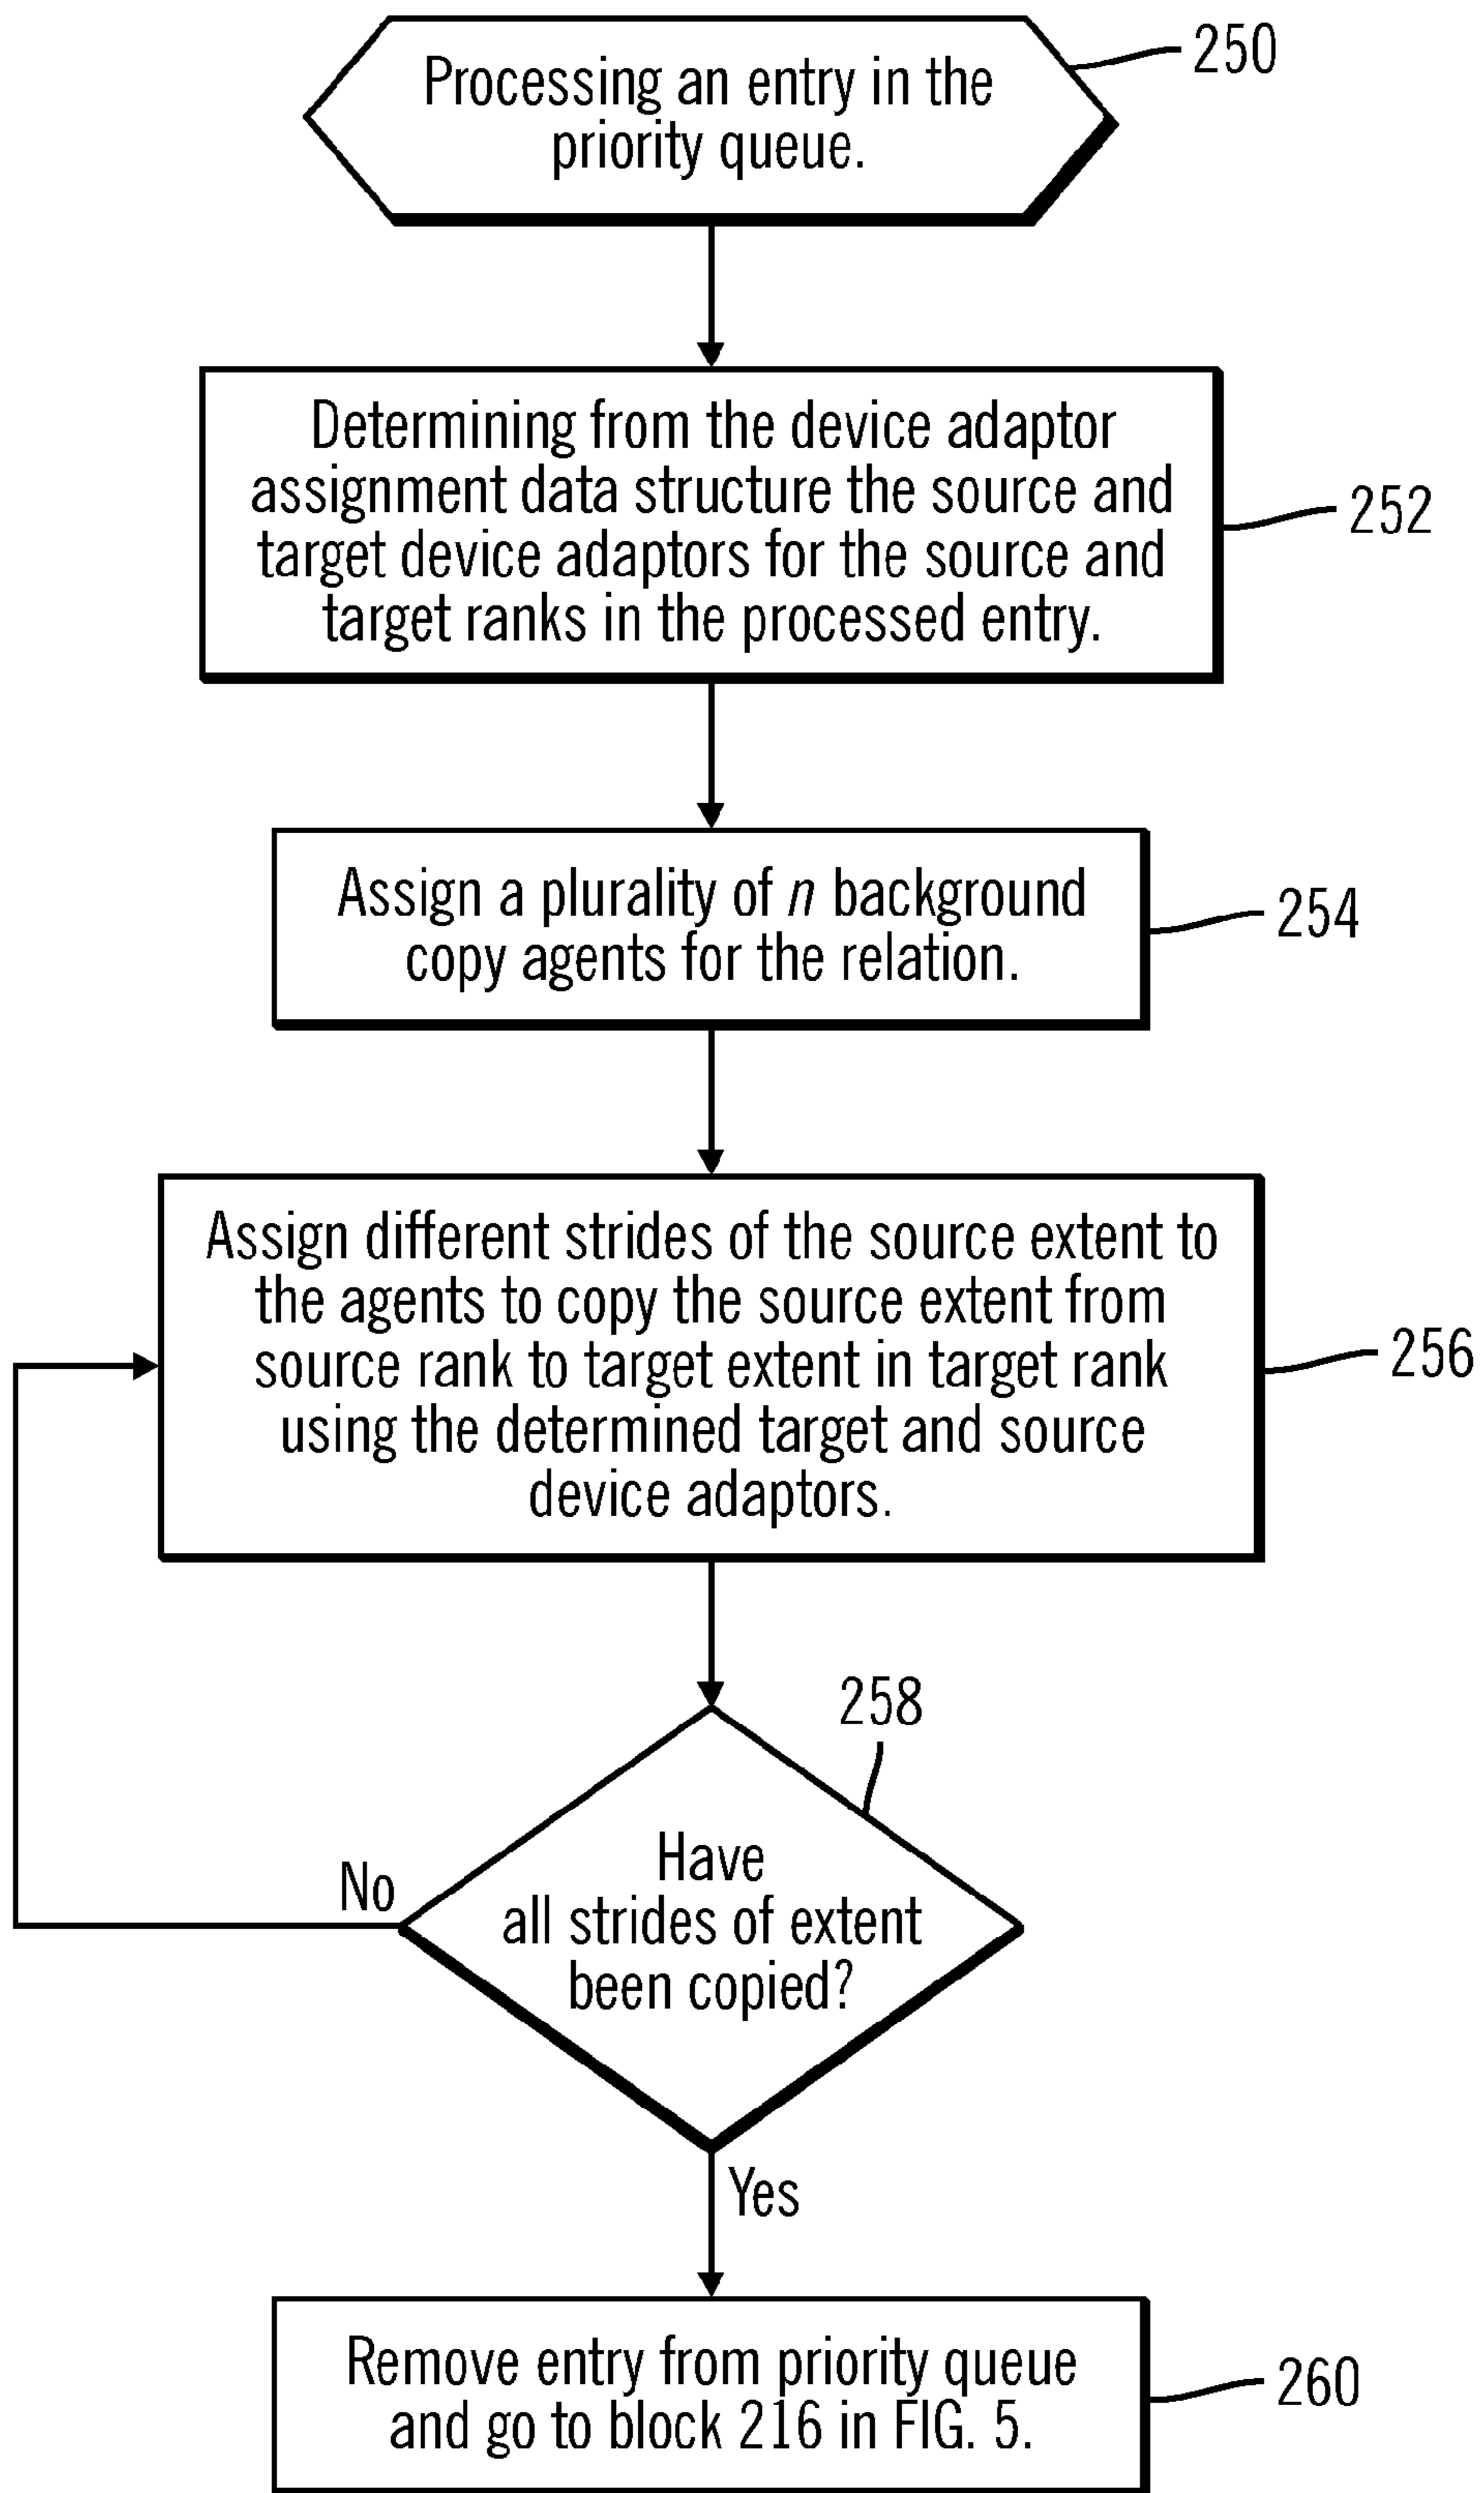 Processing an entry in the
priority queue.
250
Determining from the device adaptor
assignment data structure the source and
target device adaptors for the source and
target ranks in the processed entry.
252
Assign a plurality of n background
copy agents for the relation.
254
Assign different strides of the source extent to
the agents to copy the source extent from
source rank to target extent in target rank
using the determined target and source
device adaptors.
256
258
Have
all strides of extent
been copied?
No
Yes
Remove entry from priority queue
and go to block 216 in FIG. 5.
260